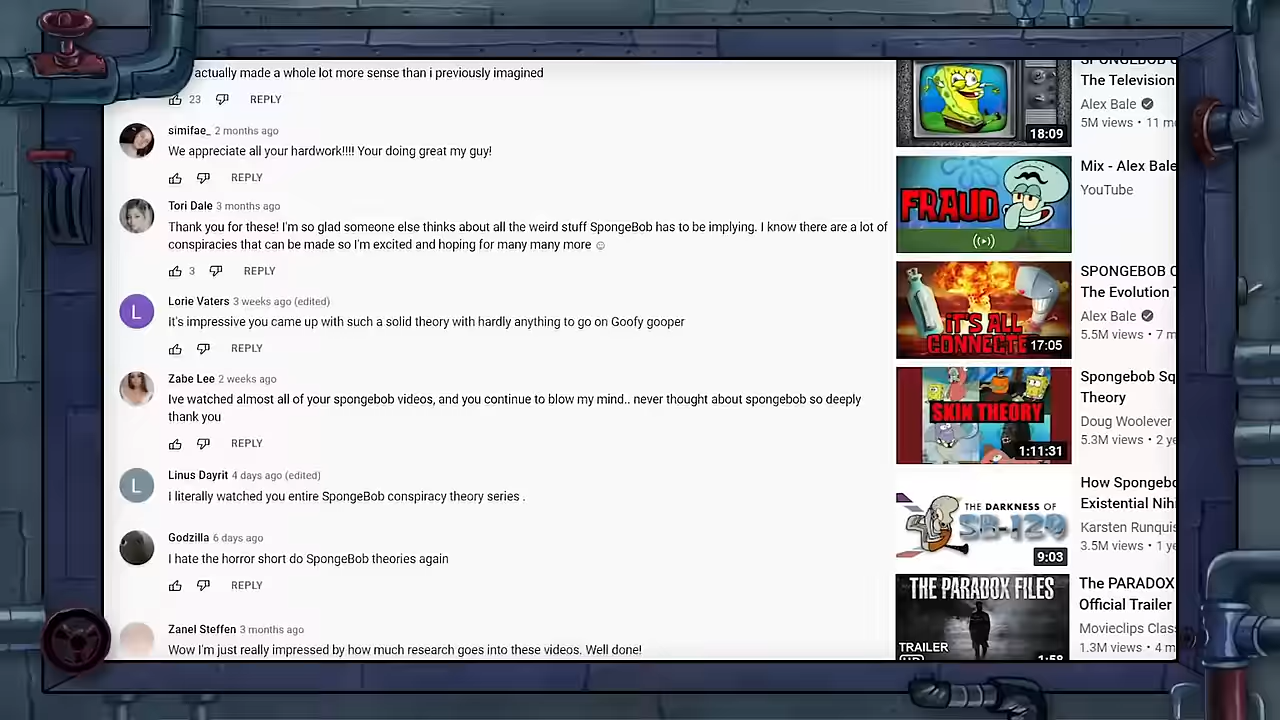 actually made a whole lot more sense than i previously imagined
23 REPLY
simifae_ 2 months ago
We appreciate all your hardwork!!!! Your doing great my guy!
REPLY
Tori Dale 3 months ago
Thank you for these! I'm so glad someone else thinks about all the weird stuff SpongeBob has to be implying. I know there are a lot of
conspiracies that can be made so I'm excited and hoping for many many more ☺
3 REPLY
L
Lorie Vaters 3 weeks ago (edited)
It's impressive you came up with such a solid theory with hardly anything to go on Goofy gooper
REPLY
Zabe Lee 2 weeks ago
Ive watched almost all of your spongebob videos, and you continue to blow my mind.. never thought about spongebob so deeply
thank you
REPLY
L
Linus Dayrit 4 days ago (edited)
I literally watched you entire SpongeBob conspiracy theory series .
Godzilla 6 days ago
I hate the horror short do SpongeBob theories again
REPLY
Zanel Steffen 3 months ago
Wow I'm just really impressed by how much research goes into these videos. Well done!
18:09
SPONGEBOB
The Television
Alex Bale
5M views • 11 m
FRAUD
Mix - Alex Bale
YouTube
IT'S ALL
CONNECTE
17:05
SPONGEBOB C
The Evolution T
Alex Bale
5.5M views • 7 m
SKIN THEORY
1:11:31
Spongebob Sq
Theory
Doug Woolever
5.3M views • 2 ye
THE DARKNESS OF
SB-129
9:03
How Spongebo
Existential Nih
Karsten Runquis
3.5M views • 1 ye
THE PARADOX FILES
TRAILER
HD
1:58
The PARADOX
Official Trailer
Movieclips Clas
1.3M views • 4 m